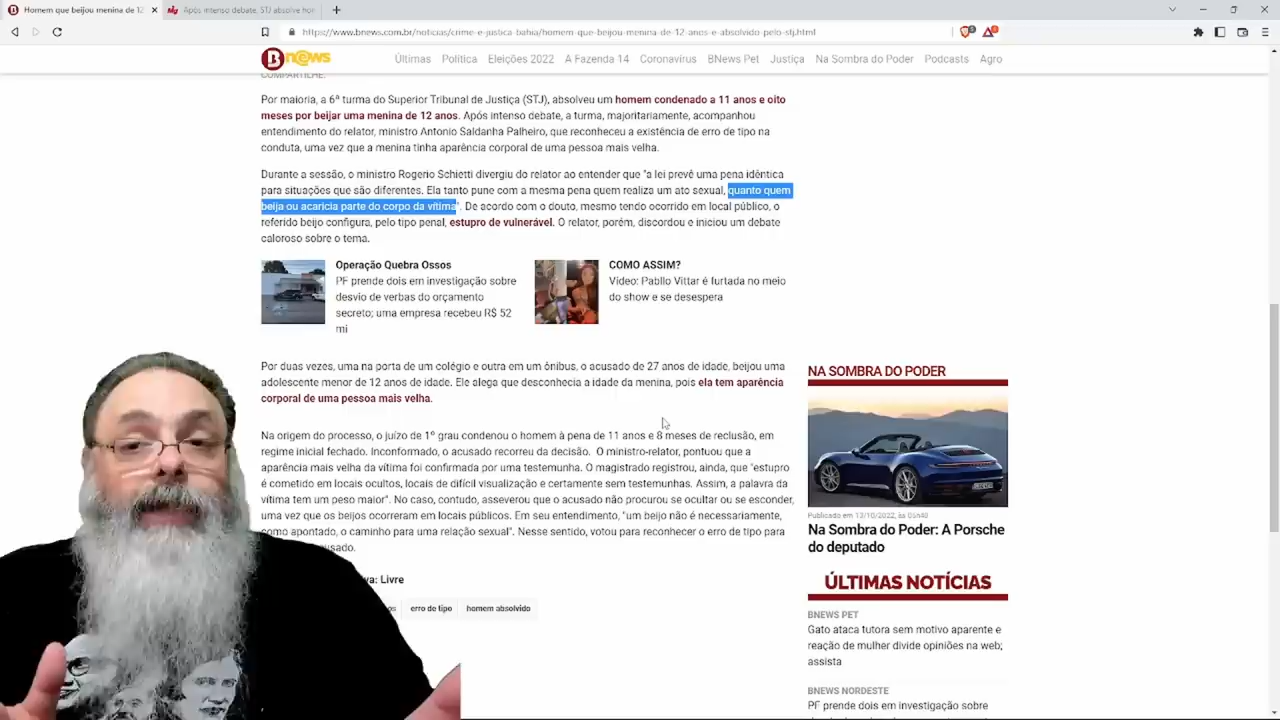 Homem que beijou menina de 12 a
Após intenso debate, STJ absolve hor
https://www.bnews.com.br/noticias/crime-e-justica-bahia/homem-que-beijou-menina-de-12-anos-e-absolvido-pelo-stj.html
Bnews
Últimas Política Eleições 2022 A Fazenda 14 Coronavírus BNews Pet Justiça Na Sombra do Poder Podcasts Agro
COMPARTILHE:
Por maioria, a 6ª turma do Superior Tribunal de Justiça (STJ), absolveu um homem condenado a 11 anos e oito
meses por beijar uma menina de 12 anos. Após intenso debate, a turma, majoritariamente, acompanhou
entendimento do relator, ministro Antonio Saldanha Palheiro, que reconheceu a existência de erro de tipo na
conduta, uma vez que a menina tinha aparência corporal de uma pessoa mais velha.
Durante a sessão, o ministro Rogerio Schietti divergiu do relator ao entender que "a lei prevê uma pena idêntica
para situações que são diferentes. Ela tanto pune com a mesma pena quem realiza um ato sexual, quanto quem
beija ou acaricia parte do corpo da vítima". De acordo com o douto, mesmo tendo ocorrido em local público, o
referido beijo configura, pelo tipo penal, estupro de vulnerável. O relator, porém, discordou e iniciou um debate
caloroso sobre o tema.
Operação Quebra Ossos
PF prende dois em investigação sobre
desvio de verbas do orçamento
secreto; uma empresa recebeu R$ 52
mi
COMO ASSIM?
Vídeo: Pabllo Vittar é furtada no meio
do show e se desespera
Por duas vezes, uma na porta de um colégio e outra em um ônibus, o acusado de 27 anos de idade, beijou uma
adolescente menor de 12 anos de idade. Ele alega que desconhecia a idade da menina, pois ela tem aparência
corporal de uma pessoa mais velha.
Na origem do processo, o juízo de 1º grau condenou o homem à pena de 11 anos e 8 meses de reclusão, em
regime inicial fechado. Inconformado, o acusado recorreu da decisão. O ministro-relator, pontuou que a
aparência mais velha da vítima foi confirmada por uma testemunha. O magistrado registrou, ainda, que "estupro
é cometido em locais ocultos, locais de difícil visualização e certamente sem testemunhas. Assim, a palavra da
vítima tem um peso maior". No caso, contudo, asseverou que o acusado não procurou se ocultar ou se esconder,
uma vez que os beijos ocorreram em locais públicos. Em seu entendimento, "um beijo não é necessariamente,
como apontado, o caminho para uma relação sexual". Nesse sentido, votou para reconhecer o erro de tipo para
usado.
va: Livre
os erro de tipo homem absolvido
NA SOMBRA DO PODER
Publicado em 13/10/2022, às 05h40
Na Sombra do Poder: A Porsche
do deputado
ÚLTIMAS NOTÍCIAS
BNEWS PET
Gato ataca tutora sem motivo aparente e
reação de mulher divide opiniões na web;
assista
BNEWS NORDESTE
PF prende dois em investigação sobre